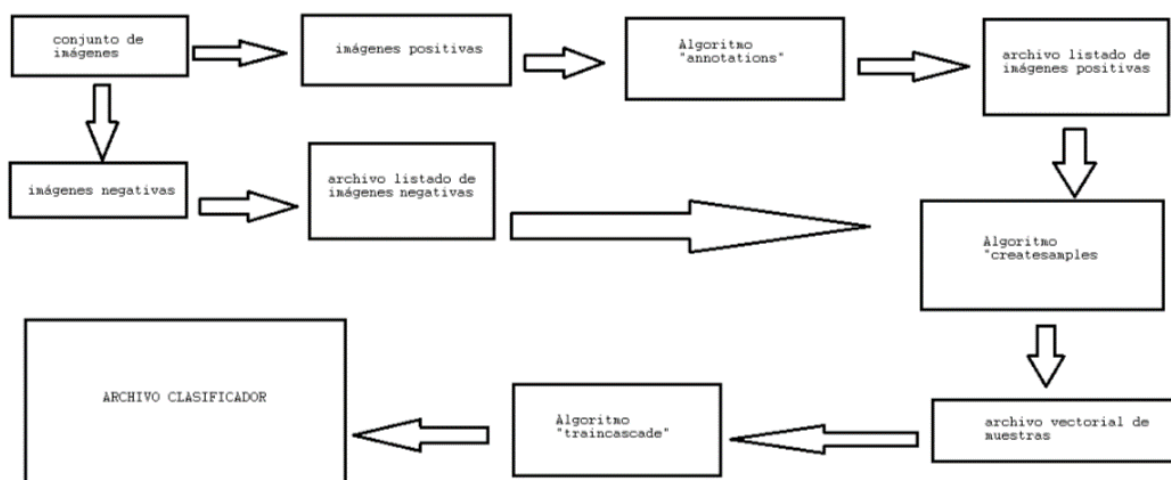 conjunto de
imágenes
imágenes positivas
Algoritmo
"annotations"
archivo listado de
imágenes positivas
imágenes negativas
archivo listado de
imágenes negativas
Algoritmo
"createsamples
ARCHIVO CLASIFICADOR
Algoritmo
"traincascade"
archivo vectorial de
muestras